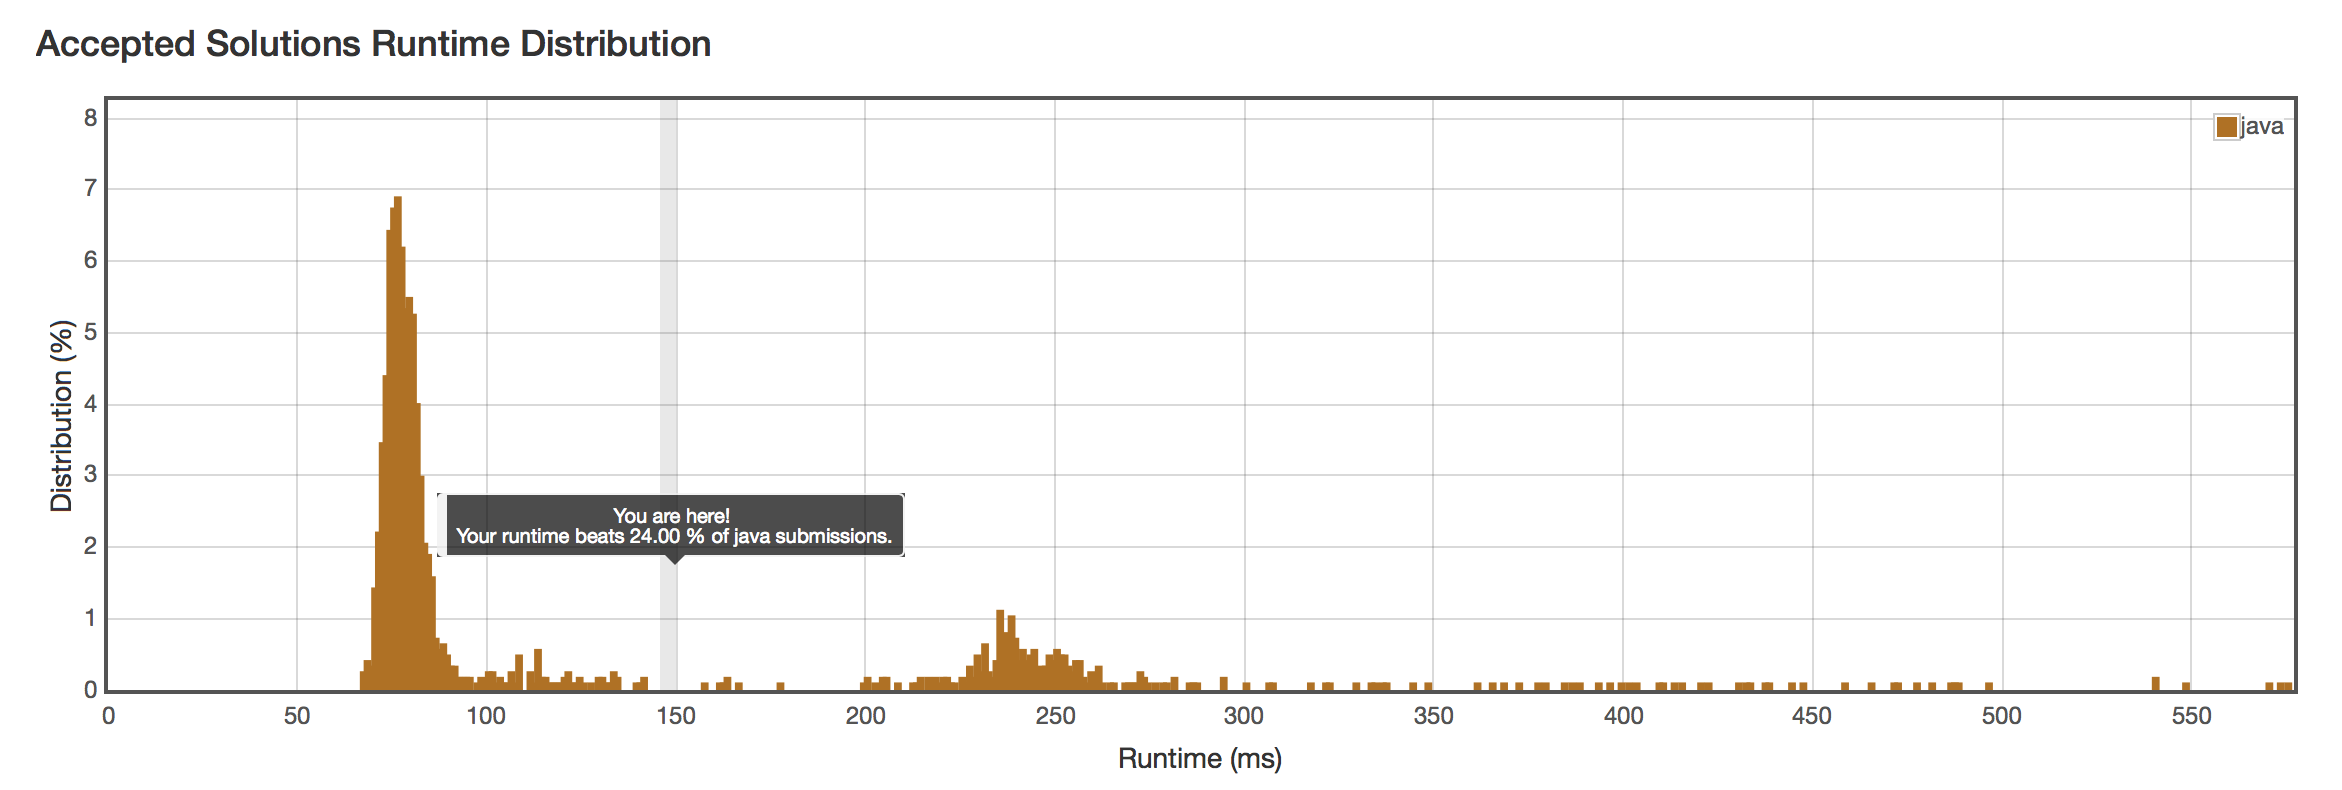 Accepted Solutions Runtime Distribution
8
java
7
6
5
4
3
2
1
0
Distribution (%)
You are here!
Your runtime beats 24.00 % of java submissions.
0 50 100 150 200 250 300 350 400 450 500 550
Runtime (ms)